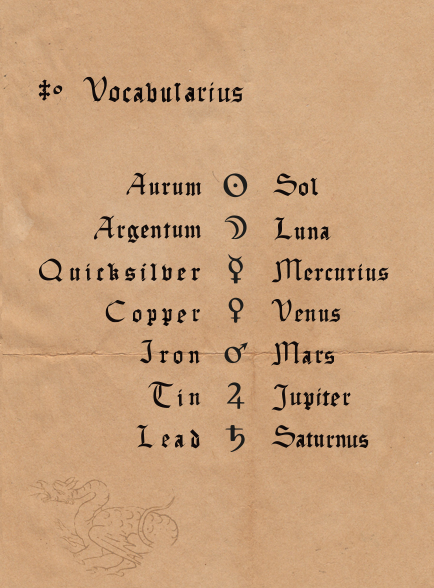 ‡o Vocabularius
Aurum ☉ Sol
Argentum ☽ Luna
Quicksilver ☿ Mercurius
Copper ♀ Venus
Iron ♂ Mars
Tin ♃ Jupiter
Lead ♄ Saturnus